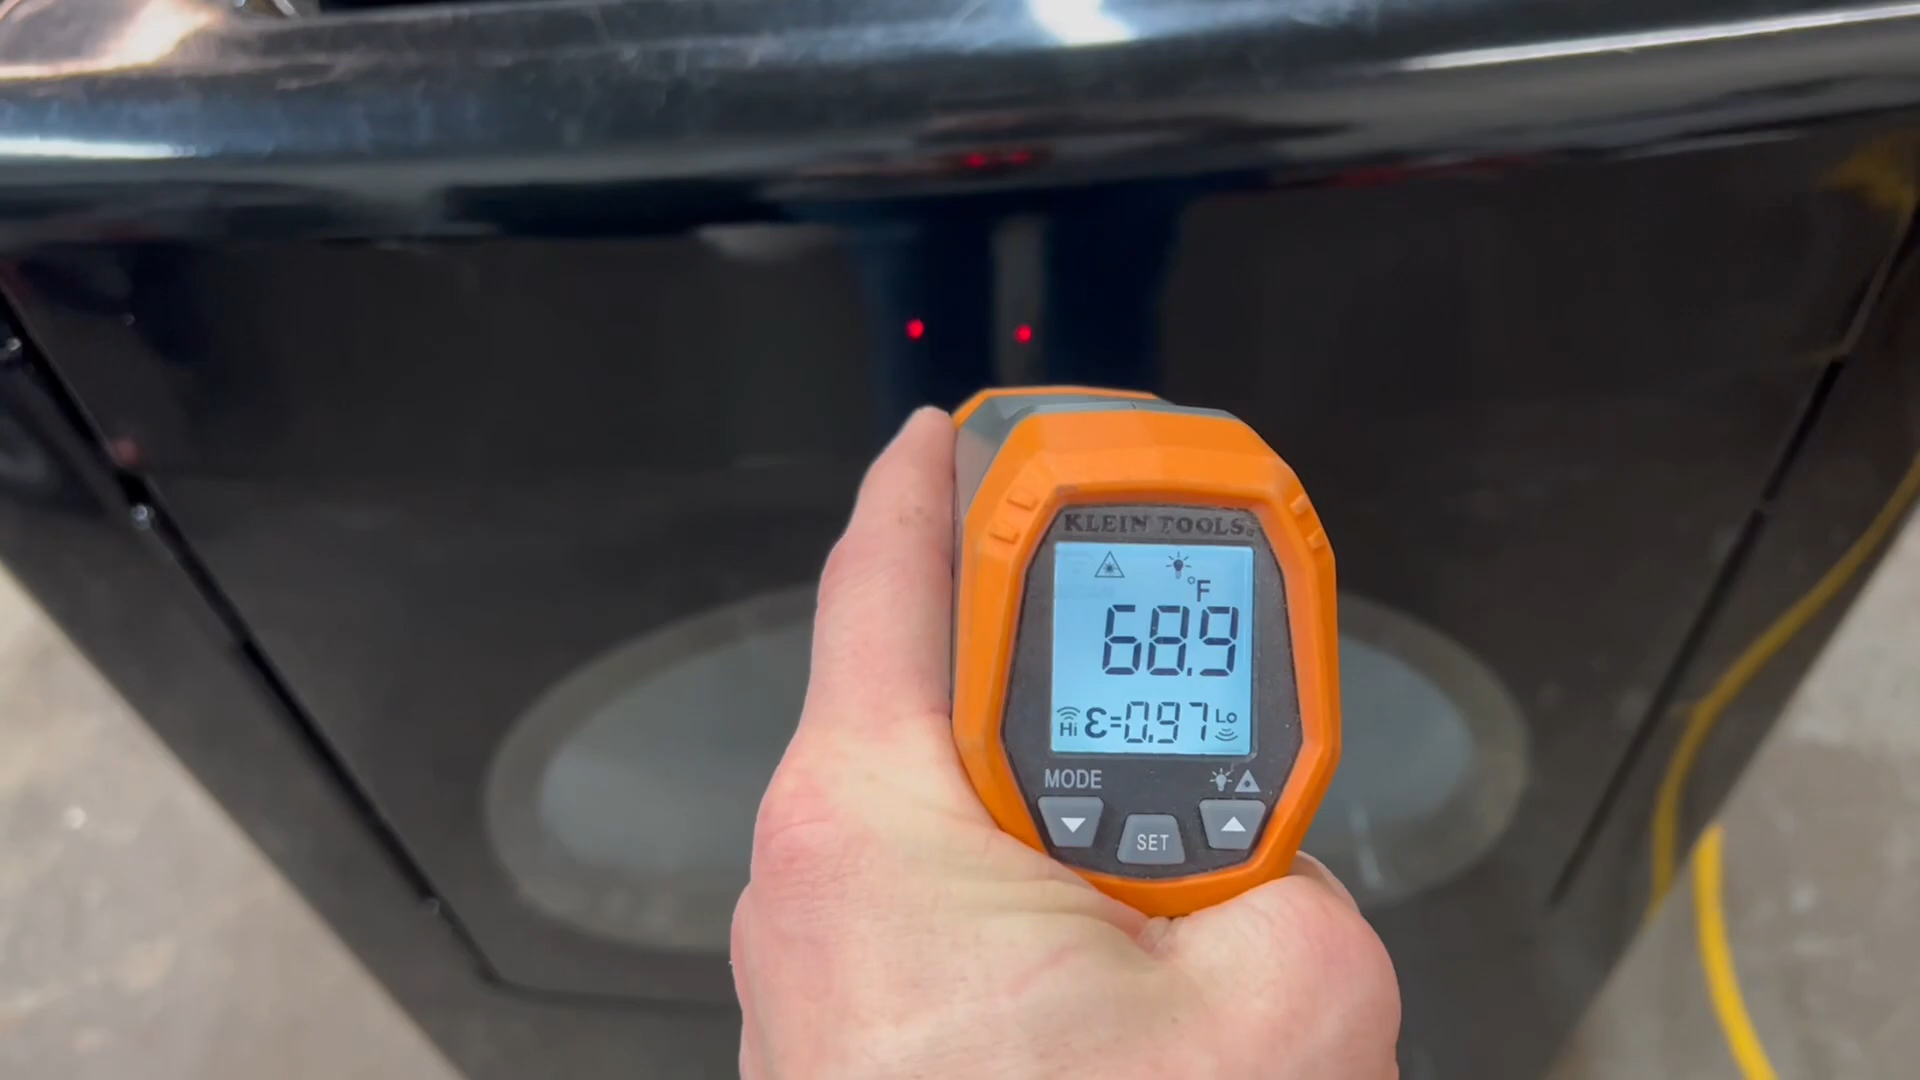 KLEIN TOOLS®
°F
68.9
Hi ε=0.97 Lo
MODE
SET